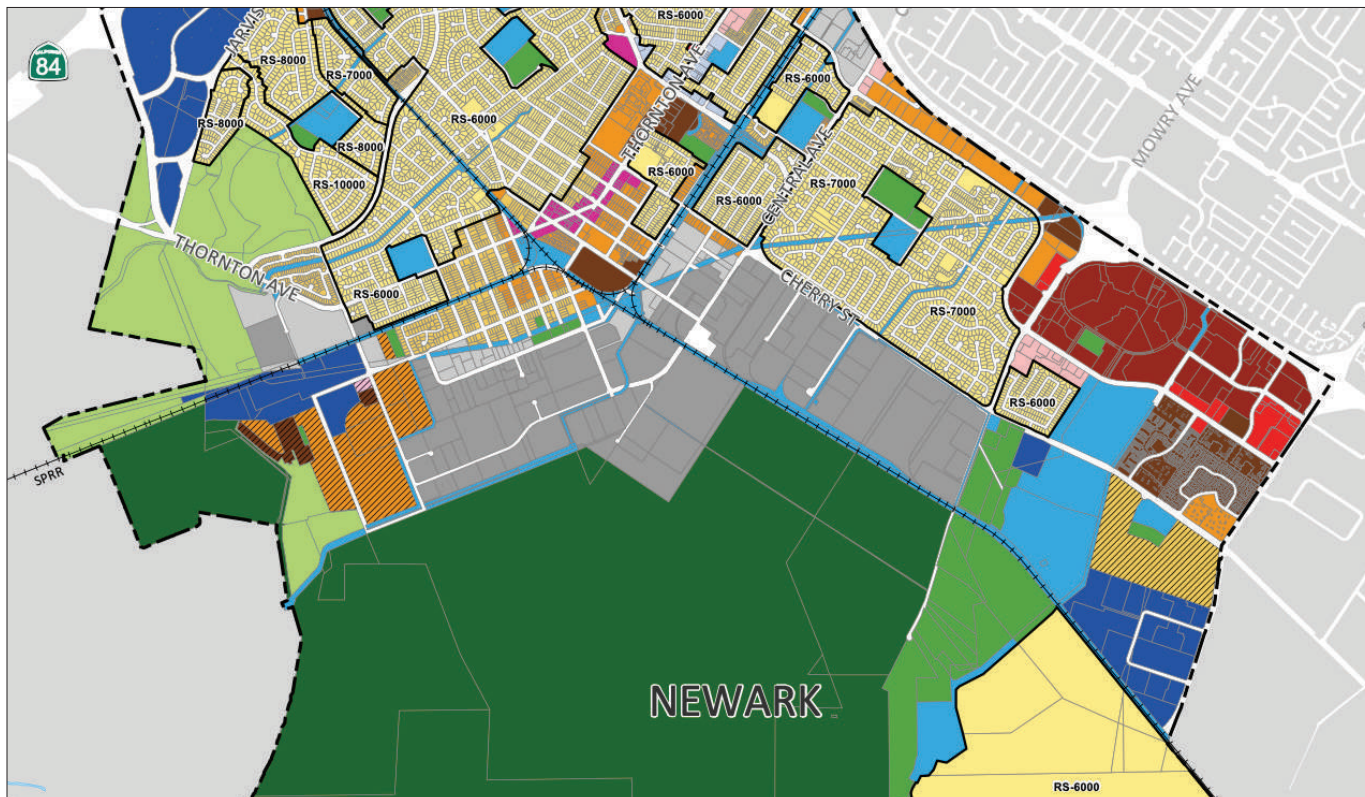 RS-6000
JARVIS
CALIFORNIA
84
RS-8000
RS-7000
RS-6000
THORNTON AVE
RS-6000
MOWRY AVE
RS-8000
RS-8000
RS-10000
RS-6000
RS-6000
CENTRAL AVE
RS-7000
THORNTON AVE
RS-6000
CHERRY ST
RS-7000
RS-6000
SPRR
NEWARK
RS-6000